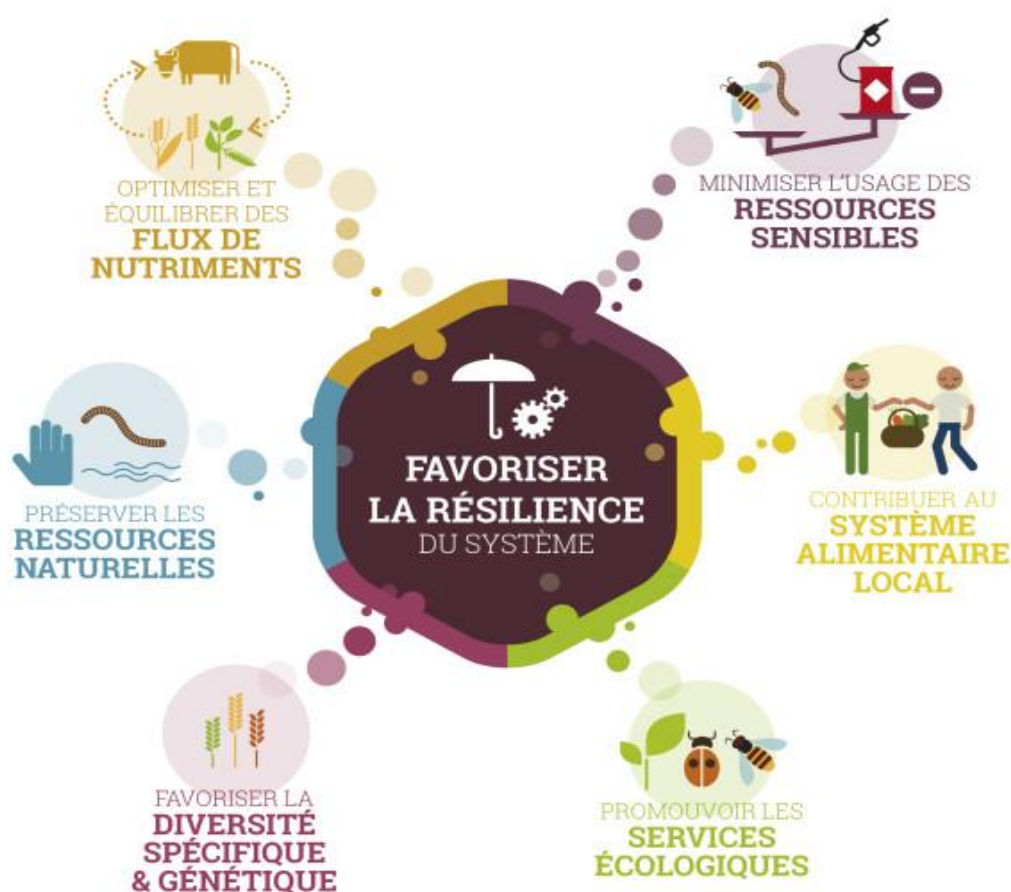 OPTIMISER ET
ÉQUILIBRER DES
FLUX DE
NUTRIMENTS
MINIMISER L'USAGE DES
RESSOURCES
SENSIBLES
FAVORISER
LA RÉSILIENCE
DU SYSTÈME
PRÉSERVER LES
RESSOURCES
NATURELLES
CONTRIBUER AU
SYSTÈME
ALIMENTAIRE
LOCAL
FAVORISER LA
DIVERSITÉ
SPÉCIFIQUE
& GÉNÉTIQUE
PROMOUVOIR LES
SERVICES
ÉCOLOGIQUES